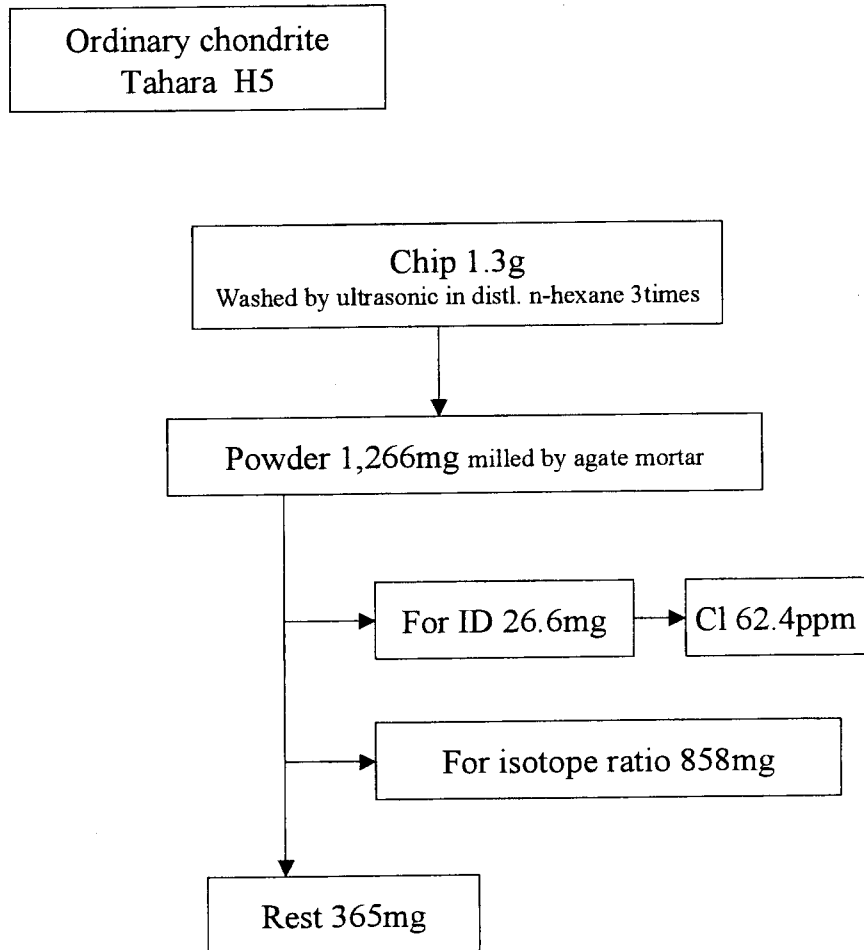 Ordinary chondrite
Tahara H5
Chip 1.3g
Washed by ultrasonic in distl. n-hexane 3times
Powder 1,266mg milled by agate mortar
For ID 26.6mg
Cl 62.4ppm
For isotope ratio 858mg
Rest 365mg